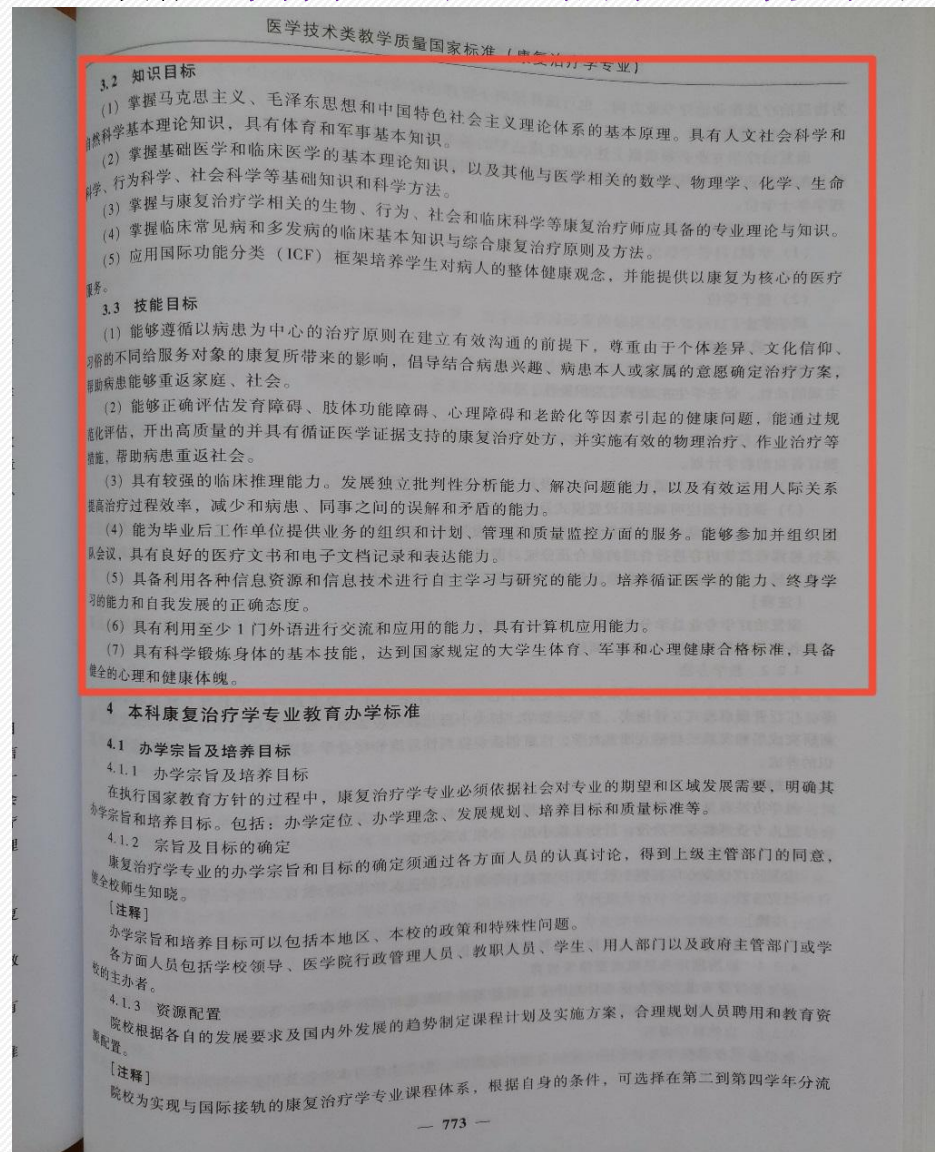 医学技术类教学质量国家标准（康复治疗学专业）
3.2 知识目标
(1) 掌握马克思主义、毛泽东思想和中国特色社会主义理论体系的基本原理。具有人文社会科学和
自然科学基本理论知识，具有体育和军事基本知识。
(2) 掌握基础医学和临床医学的基本理论知识，以及其他与医学相关的数学、物理学、化学、生命
科学、行为科学、社会科学等基础知识和科学方法。
(3) 掌握与康复治疗学相关的生物、行为、社会和临床科学等康复治疗师应具备的专业理论与知识。
(4) 掌握临床常见病和多发病的临床基本知识与综合康复治疗原则及方法。
(5) 应用国际功能分类（ICF）框架培养学生对病人的整体健康观念，并能提供以康复为核心的医疗
服务。
3.3 技能目标
(1) 能够遵循以病患为中心的治疗原则在建立有效沟通的前提下，尊重由于个体差异、文化信仰、
习俗的不同给服务对象的康复所带来的影响，倡导结合病患兴趣、病患本人或家属的意愿确定治疗方案，
帮助病患能够重返家庭、社会。
(2) 能够正确评估发育障碍、肢体功能障碍、心理障碍和老龄化等因素引起的健康问题，能通过规
范化评估，开出高质量的并具有循证医学证据支持的康复治疗处方，并实施有效的物理治疗、作业治疗等
措施，帮助病患重返社会。
(3) 具有较强的临床推理能力。发展独立批判性分析能力、解决问题能力，以及有效运用人际关系
提高治疗过程效率，减少和病患、同事之间的误解和矛盾的能力。
(4) 能为毕业后工作单位提供业务的组织和计划、管理和质量监控方面的服务。能够参加并组织团
队会议，具有良好的医疗文书和电子文档记录和表达能力。
(5) 具备利用各种信息资源和信息技术进行自主学习与研究的能力。培养循证医学的能力、终身学
习的能力和自我发展的正确态度。
(6) 具有利用至少1门外语进行交流和应用的能力，具有计算机应用能力。
(7) 具有科学锻炼身体的基本技能，达到国家规定的大学生体育、军事和心理健康合格标准，具备
健全的心理和健康体魄。
4 本科康复治疗学专业教育办学标准
4.1 办学宗旨及培养目标
4.1.1 办学宗旨及培养目标
在执行国家教育方针的过程中，康复治疗学专业必须依据社会对专业的期望和区域发展需要，明确其
办学宗旨和培养目标。包括：办学定位、办学理念、发展规划、培养目标和质量标准等。
4.1.2 宗旨及目标的确定
康复治疗学专业的办学宗旨和目标的确定须通过各方面人员的认真讨论，得到上级主管部门的同意，
使全校师生知晓。
[注释]
办学宗旨和培养目标可以包括本地区、本校的政策和特殊性问题。
各方面人员包括学校领导、医学院行政管理人员、教职人员、学生、用人部门以及政府主管部门或学
校的主办者。
4.1.3 资源配置
院校根据各自的发展要求及国内外发展的趋势制定课程计划及实施方案，合理规划人员聘用和教育资
源配置。
[注释]
院校为实现与国际接轨的康复治疗学专业课程体系，根据自身的条件，可选择在第二到第四学年分流
— 773 —